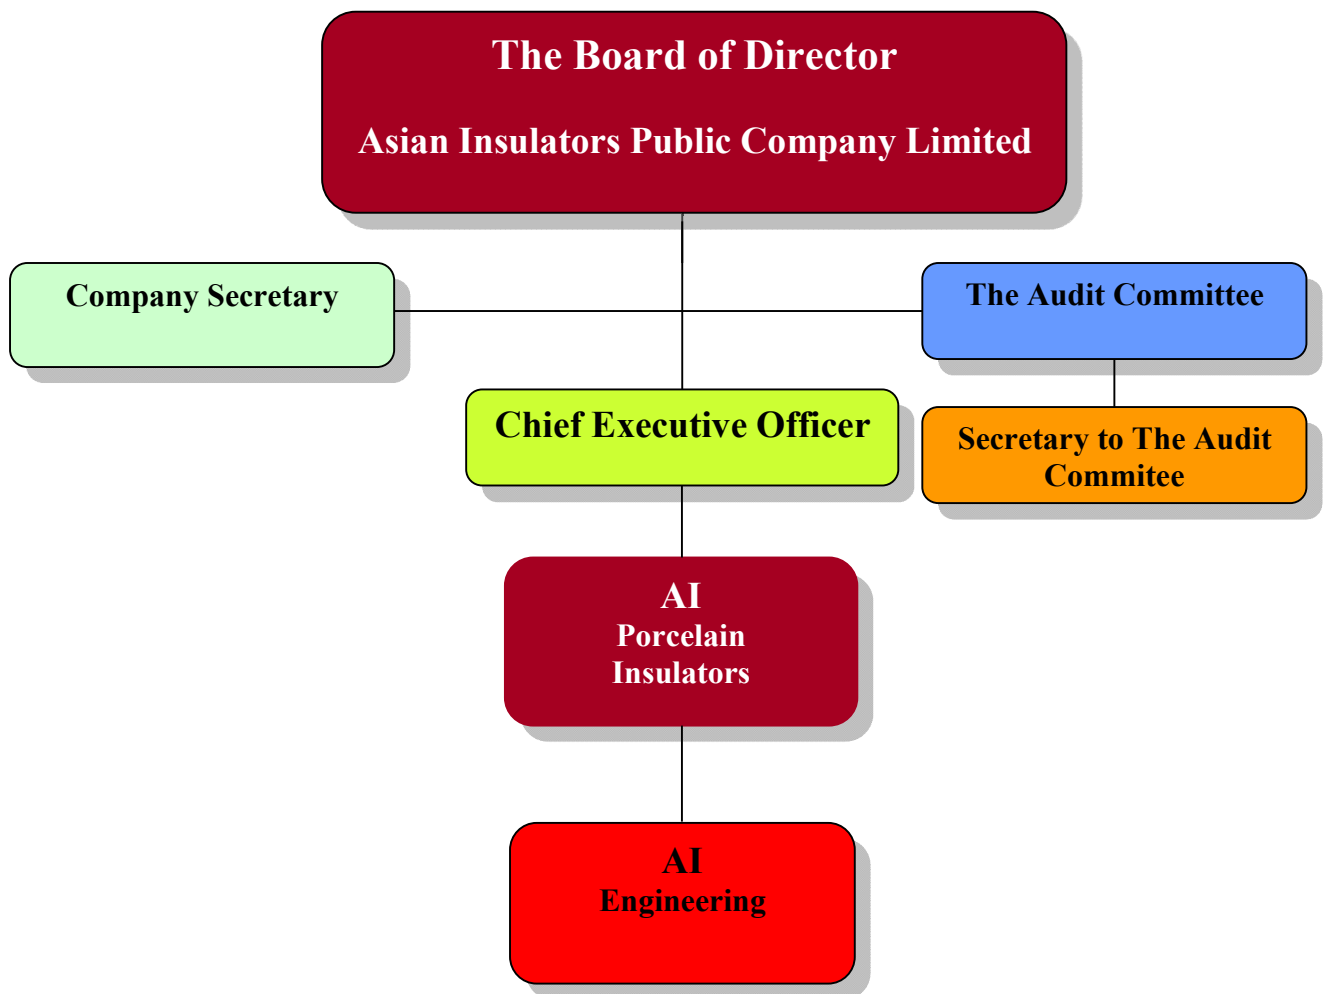 The Board of Director
Asian Insulators Public Company Limited
Company Secretary
The Audit Committee
Chief Executive Officer
Secretary to The Audit
Commitee
AI
Porcelain
Insulators
AI
Engineering